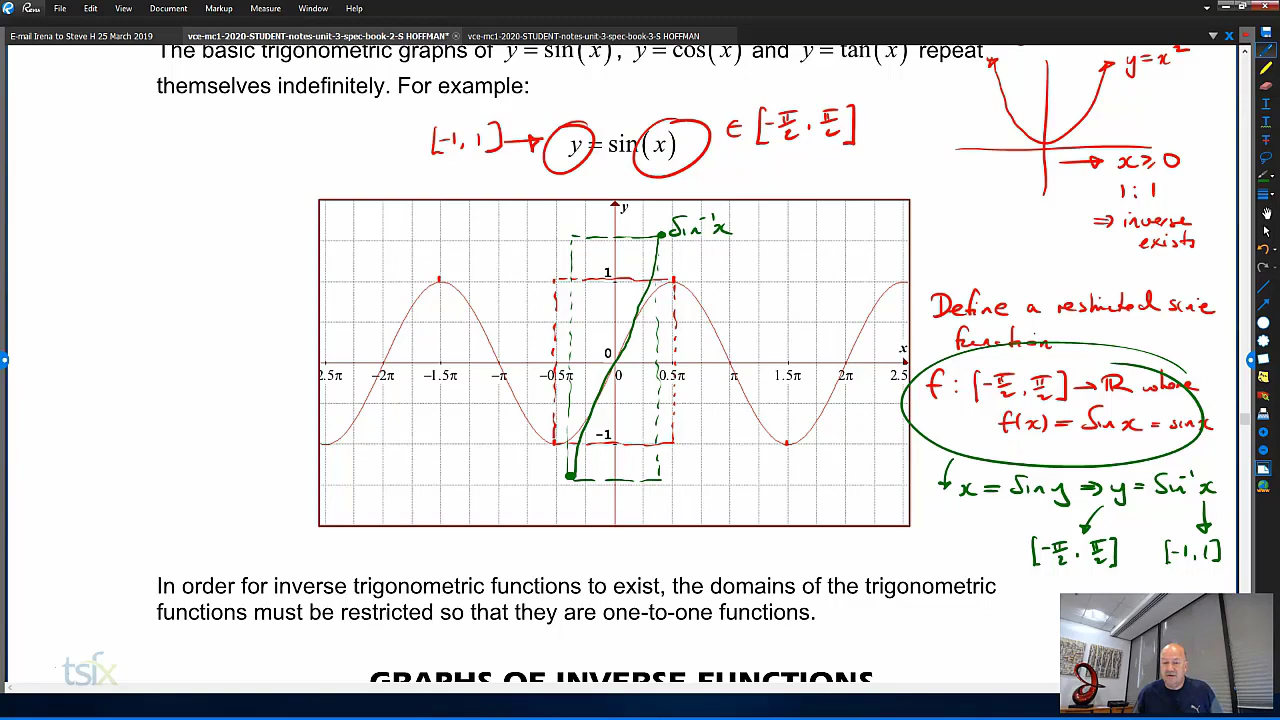 Rema File Edit View Document Markup Measure Window Help
E-mail Irena to Steve H 25 March 2019 vce-mc1-2020-STUDENT-notes-unit-3-spec-book-2-S HOFFMAN* vce-mc1-2020-STUDENT-notes-unit-3-spec-book-2-S HOFFMAN
The basic trigonometric graphs of y = sin(x), y = cos(x) and y = tan(x) repeat
themselves indefinitely. For example:
y = x²
[-1, 1] → y = sin(x) ∈ [-π/2, π/2]
→ x ≥ 0
1 : 1
⇒ inverse
exists
y
Sin⁻¹x
1
0
x
2.5π −2π −1.5π −π −0.5π 0 0.5π π 1.5π 2π 2.5
−1
Define a restricted sine
function
f : [-π/2, π/2] → ℝ where
f(x) = Sin x = sin x
x = Sin y ⇒ y = Sin⁻¹x
[-π/2, π/2] [-1, 1]
In order for inverse trigonometric functions to exist, the domains of the trigonometric
functions must be restricted so that they are one-to-one functions.
tsfx
GRAPHS OF INVERSE FUNCTIONS